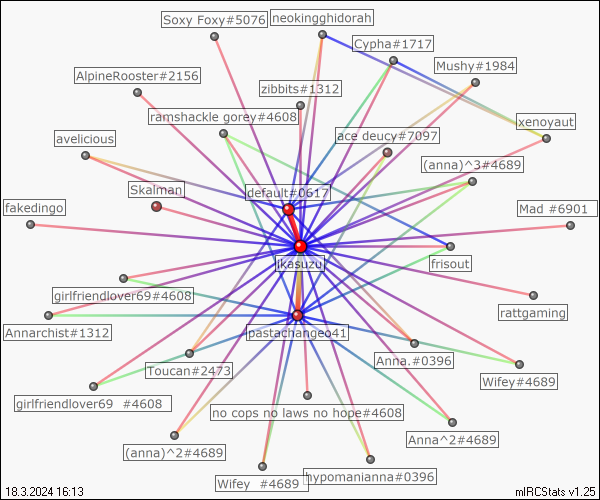 Soxy Foxy#5076
neokingghidorah
Cypha#1717
Mushy#1984
AlpineRooster#2156
zibbits#1312
ramshackle gorey#4608
xenoyaut
ace deucy#7097
avelicious
(anna)^3#4689
Skalman
default#0617
fakedingo
Mad #6901
jkasuzu
frisout
girlfriendlover69#4608
rattgaming
Annarchist#1312
pastachangeo41
Anna.#0396
Toucan#2473
Wifey#4689
girlfriendlover69 #4608
no cops no laws no hope#4608
Anna^2#4689
(anna)^2#4689
Wifey #4689
hypomanianna#0396
18.3.2024 16:13
mIRCStats v1.25